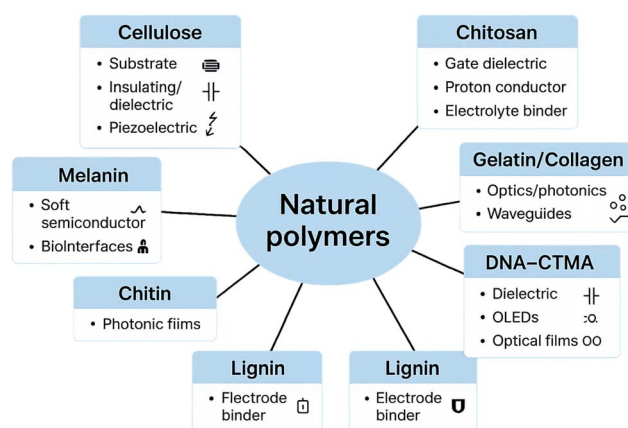 Cellulose
• Substrate
• Insulating/
dielectric
• Piezoelectric
Chitosan
• Gate dielectric
• Proton conductor
• Electrolyte binder
Melanin
• Soft
semiconductor
• BioInterfaces
Natural
polymers
Gelatin/Collagen
• Optics/photonics
• Waveguides
Chitin
• Photonic fiims
DNA–CTMA
• Dielectric
• OLEDs
• Optical films
Lignin
• Flectrode
binder
Lignin
• Electrode
binder